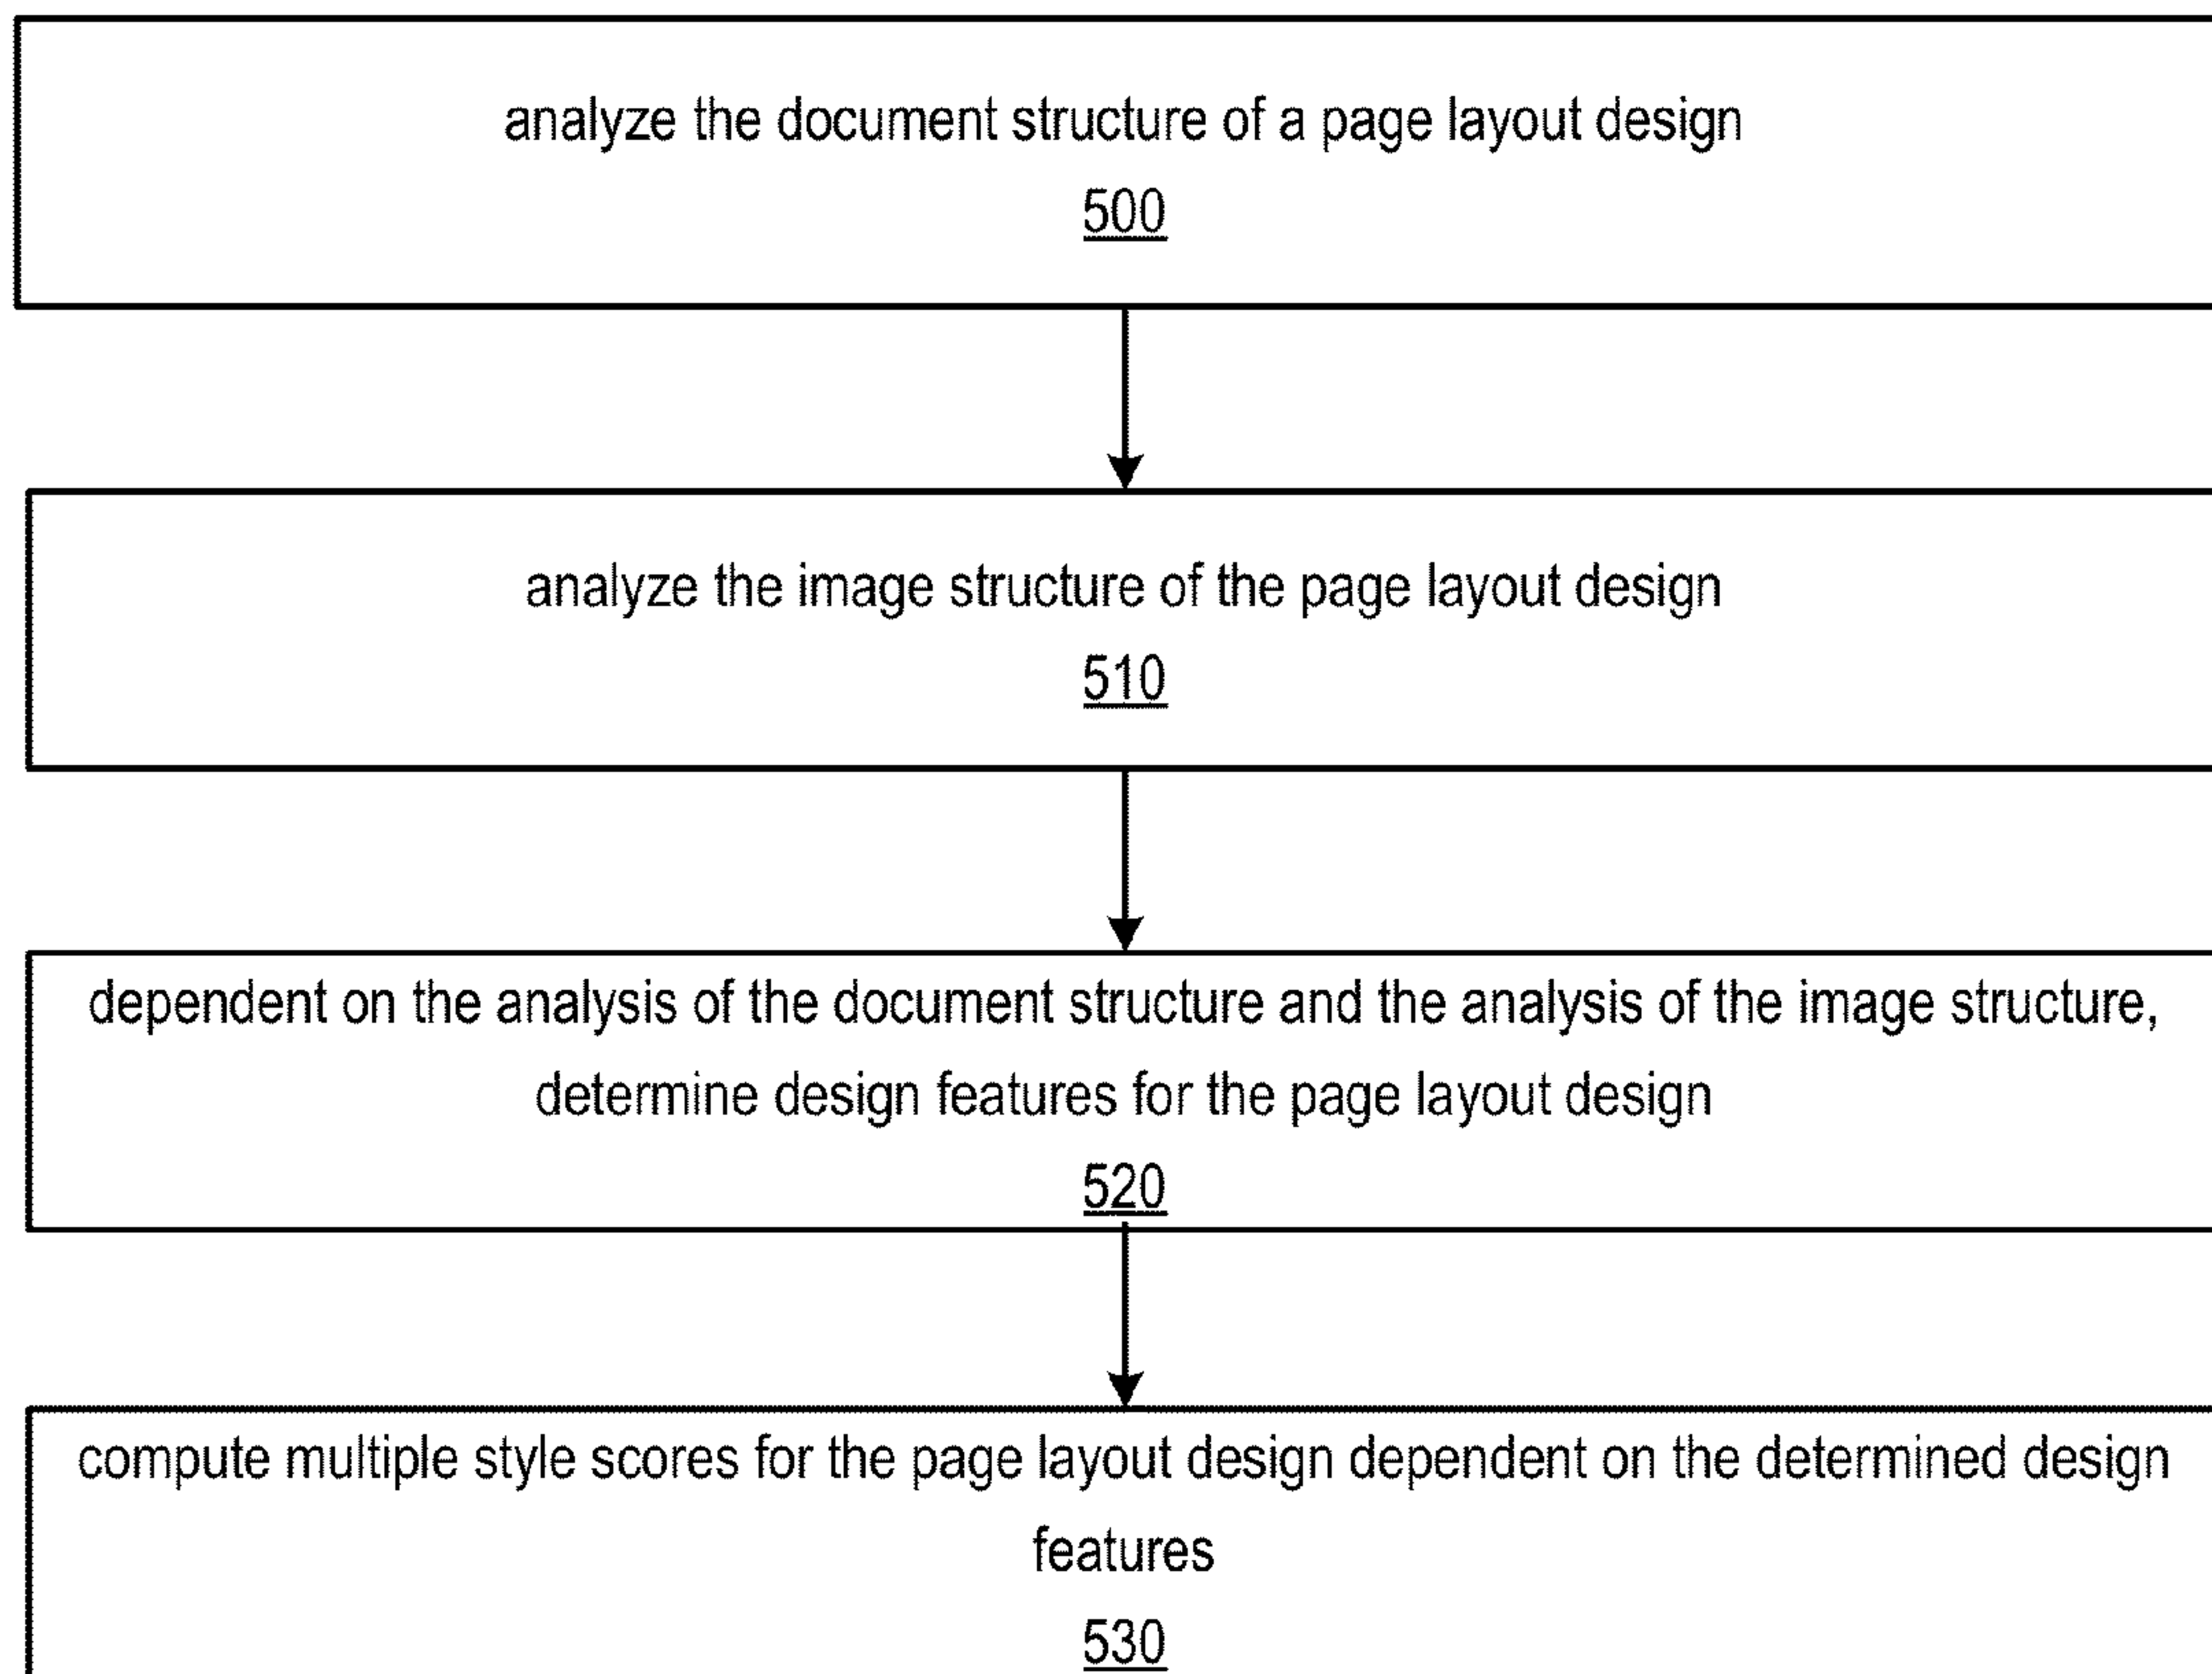 analyze the document structure of a page layout design
500
analyze the image structure of the page layout design
510
dependent on the analysis of the document structure and the analysis of the image structure,
determine design features for the page layout design
520
compute multiple style scores for the page layout design dependent on the determined design
features
530